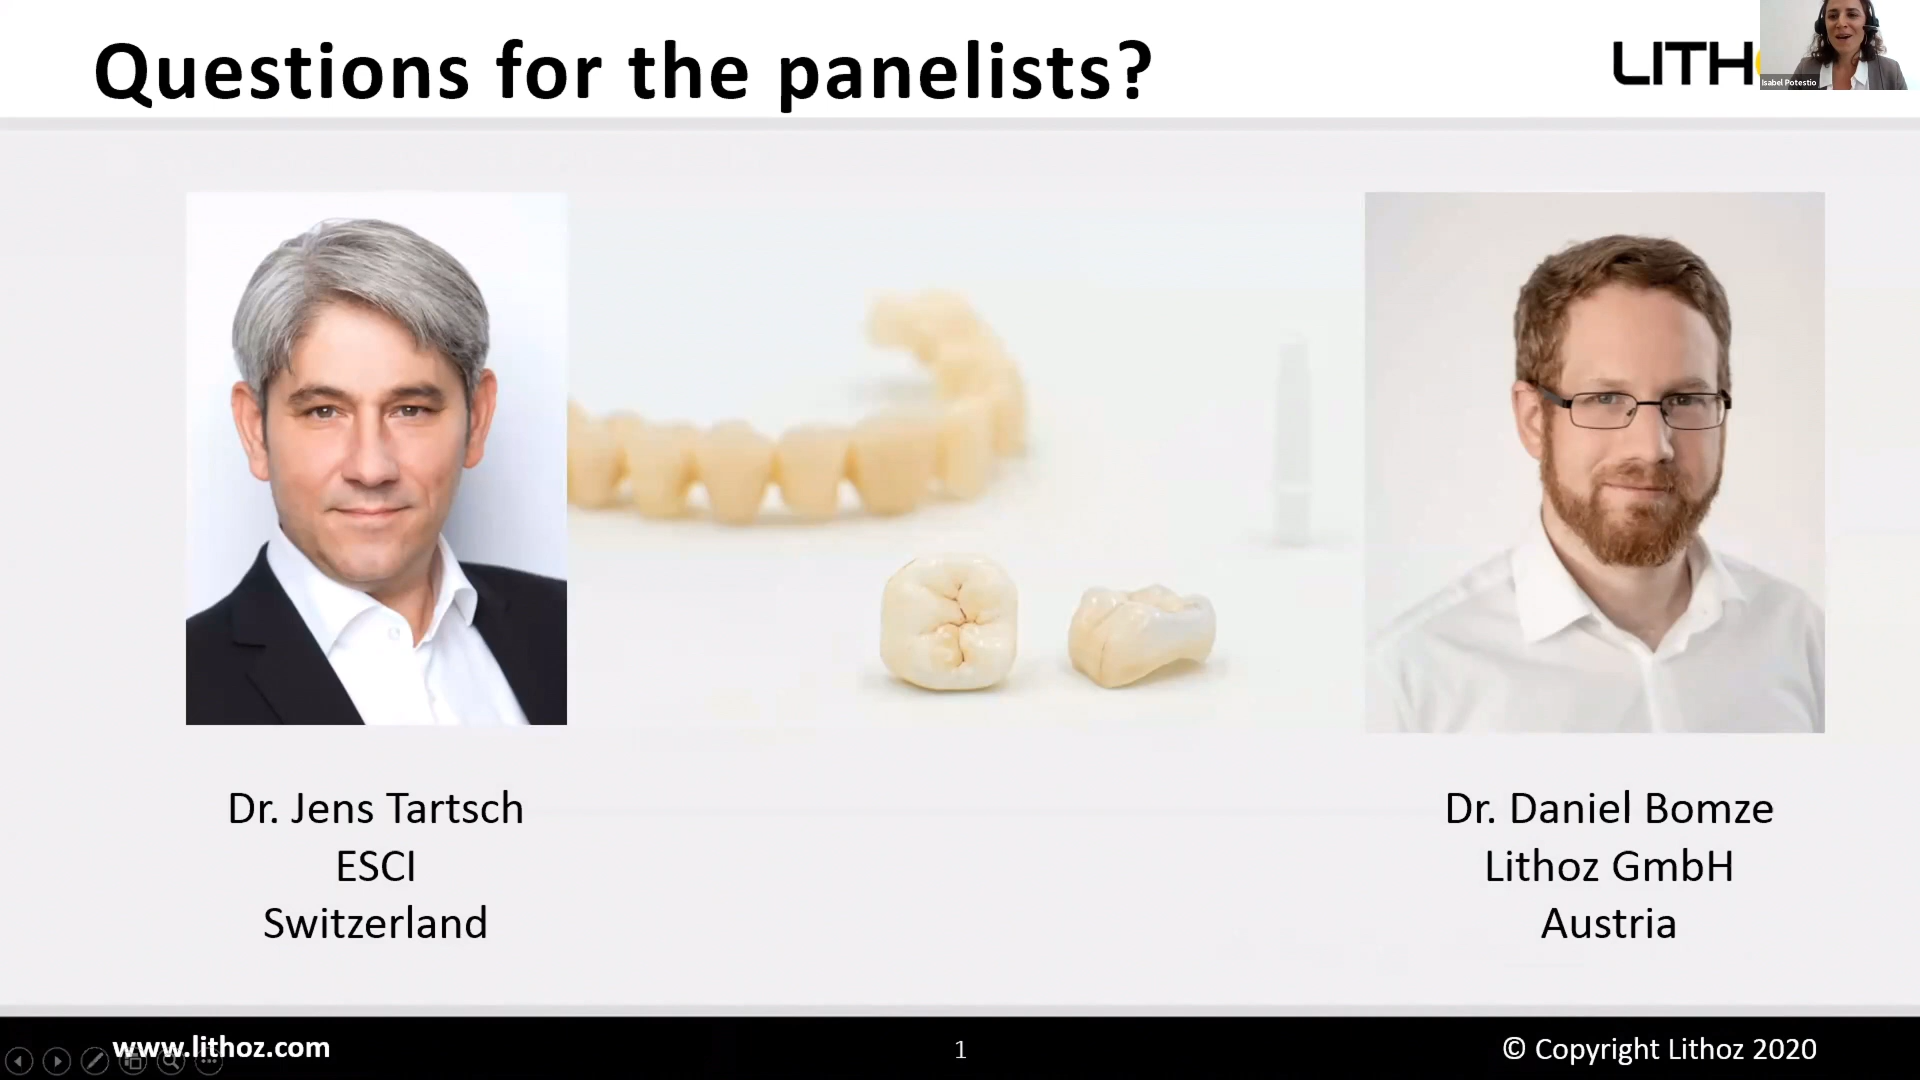 Questions for the panelists?
LITH
Isabel Potestio
Dr. Jens Tartsch
ESCI
Switzerland
Dr. Daniel Bomze
Lithoz GmbH
Austria
www.lithoz.com
1
© Copyright Lithoz 2020